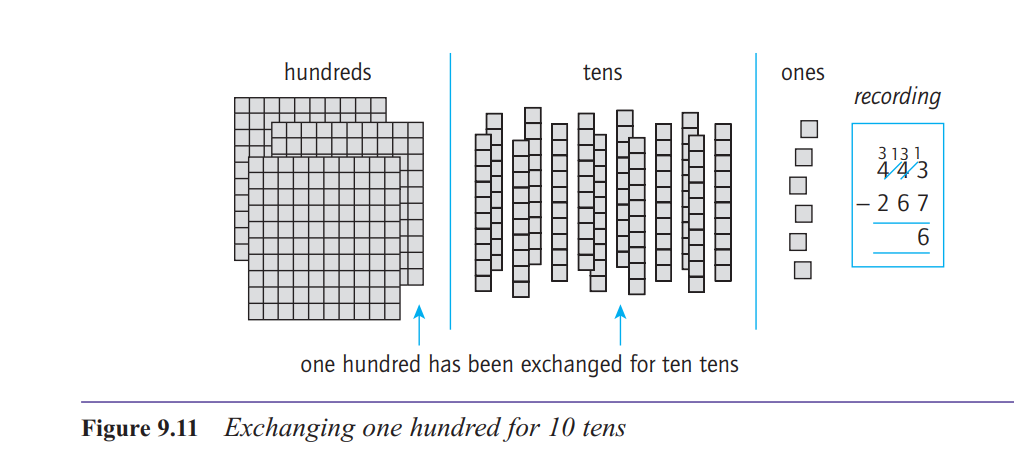 hundreds
tens
ones
recording
3 13 1
4 4 3
– 2 6 7
6
one hundred has been exchanged for ten tens
Figure 9.11 Exchanging one hundred for 10 tens